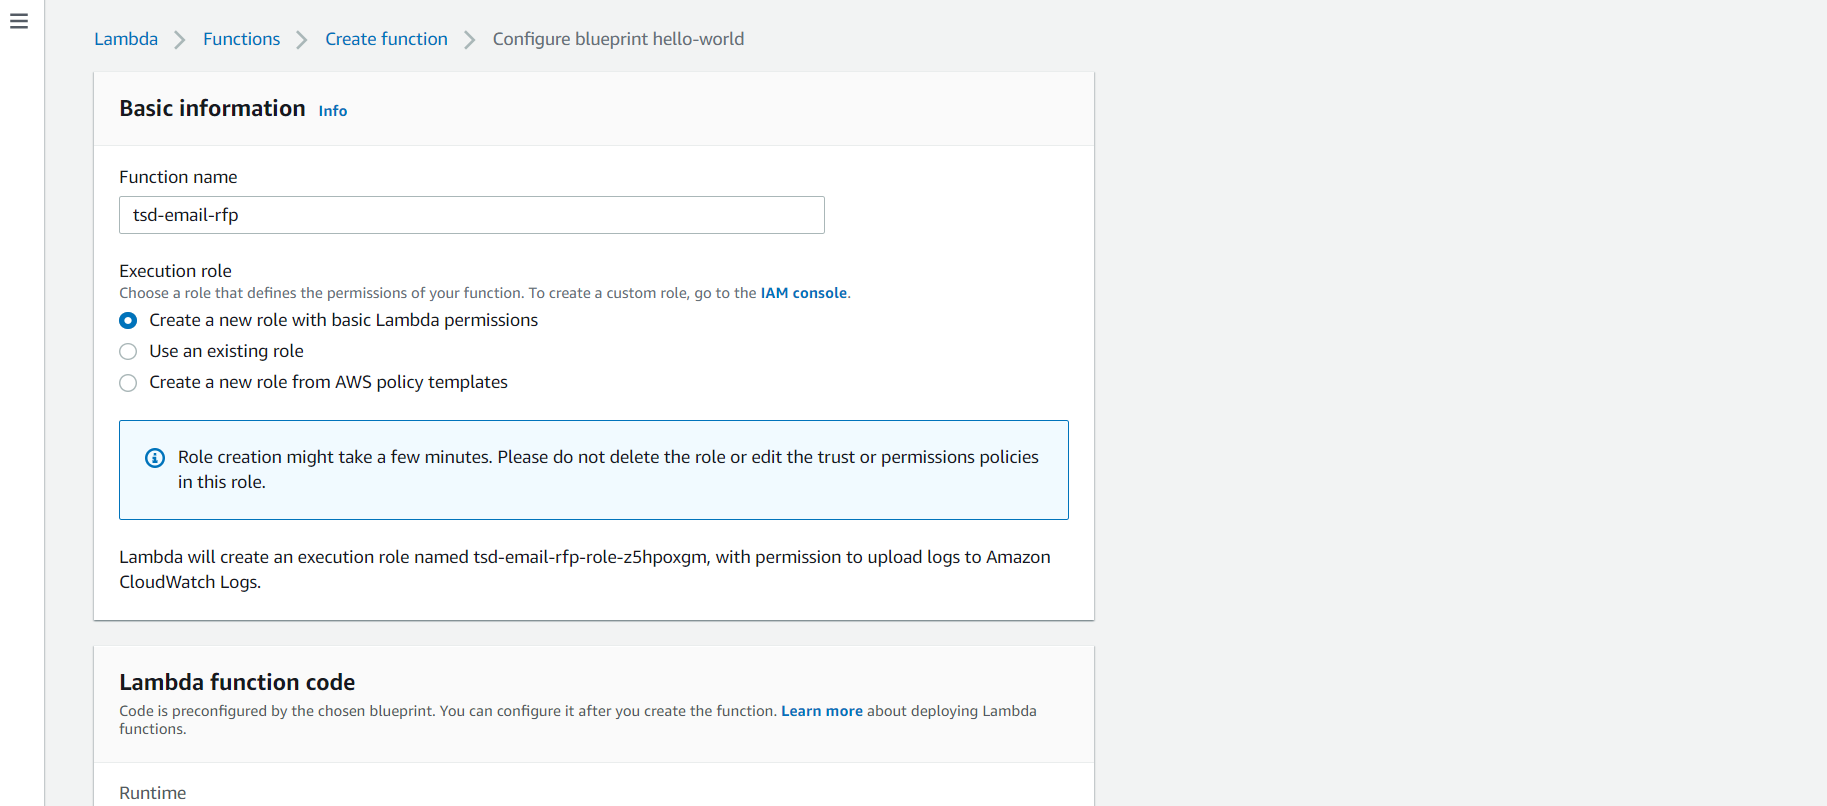 Lambda Functions Create function Configure blueprint hello-world
Basic information Info
Function name
tsd-email-rfp
Execution role
Choose a role that defines the permissions of your function. To create a custom role, go to the IAM console.
Create a new role with basic Lambda permissions
Use an existing role
Create a new role from AWS policy templates
Role creation might take a few minutes. Please do not delete the role or edit the trust or permissions policies
in this role.
Lambda will create an execution role named tsd-email-rfp-role-z5hpoxgm, with permission to upload logs to Amazon
CloudWatch Logs.
Lambda function code
Code is preconfigured by the chosen blueprint. You can configure it after you create the function. Learn more about deploying Lambda
functions.
Runtime